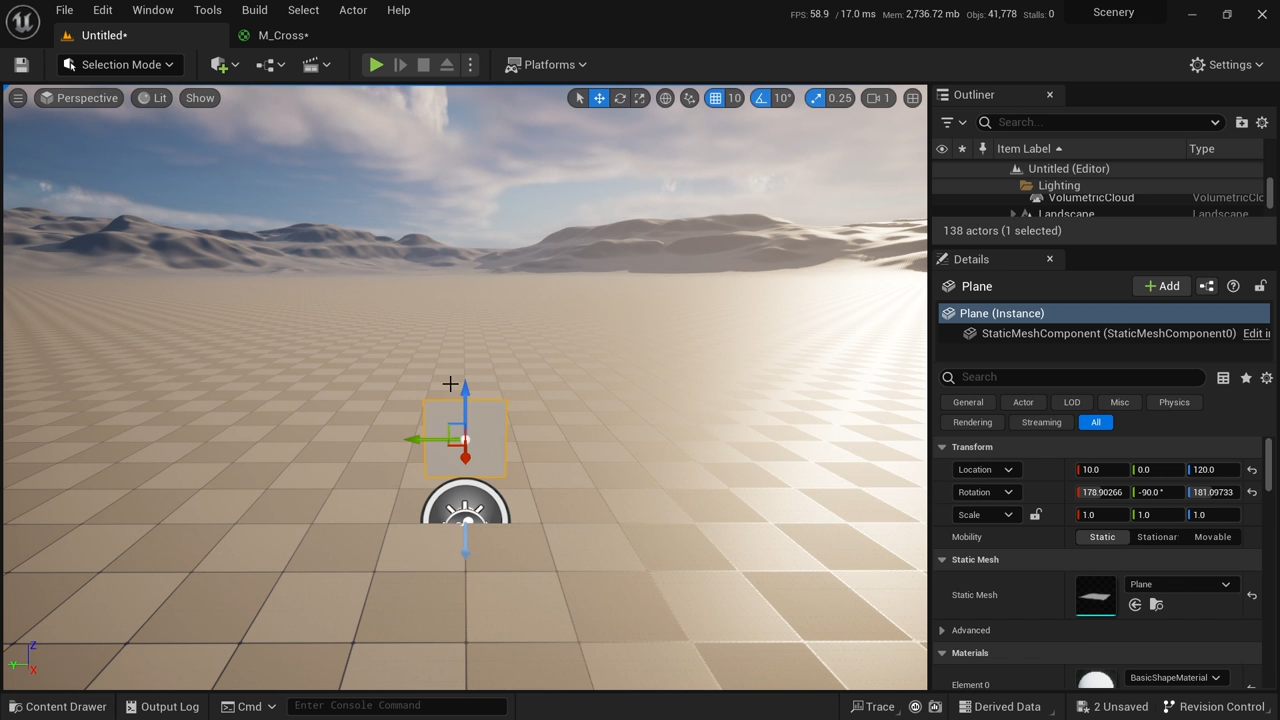 File Edit Window Tools Build Select Actor Help
FPS: 58.9 / 17.0 ms Mem: 2,736.72 mb Objs: 41,778 Stalls: 0
Scenery
Untitled*
M_Cross*
Selection Mode
Platforms
Settings
Perspective
Lit
Show
10
10°
0.25
1
Outliner
Search...
Item Label
Type
Untitled (Editor)
Lighting
VolumetricCloud VolumetricClc
Landscape Landscape
138 actors (1 selected)
Details
Plane
Add
Plane (Instance)
StaticMeshComponent (StaticMeshComponent0) Edit i
Search
General Actor LOD Misc Physics
Rendering Streaming All
Transform
Location 10.0 0.0 120.0
Rotation 178.90266 -90.0° 181.09733
Scale 1.0 1.0 1.0
Mobility Static Stationar Movable
Static Mesh
Static Mesh Plane
Advanced
Materials
Element 0 BasicShapeMaterial
Z
Y
X
Content Drawer
Output Log
Cmd
Enter Console Command
Trace
Derived Data
2 Unsaved
Revision Control